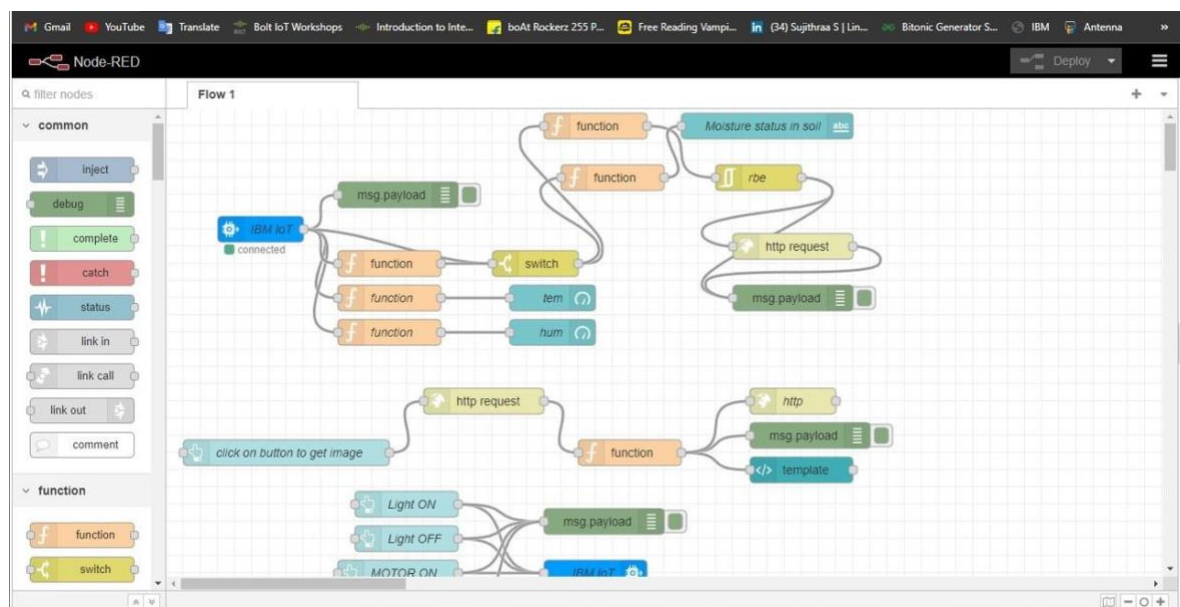 Gmail YouTube Translate Bolt IoT Workshops Introduction to Inte... boAt Rockerz 255 P... Free Reading Vampi... (34) Sujithraa S | Lin... Bitonic Generator S... IBM Antenna »
Node-RED Deploy
filter nodes Flow 1
common
inject
debug
complete
catch
status
link in
link call
link out
comment
function
function
switch
function Moisture status in soil abc
function rbe
msg.payload
IBM IoT
connected
http request
function switch
msg.payload
function tem
function hum
http request http
msg.payload
click on button to get image function
template
Light ON
msg.payload
Light OFF
MOTOR ON IBM IoT